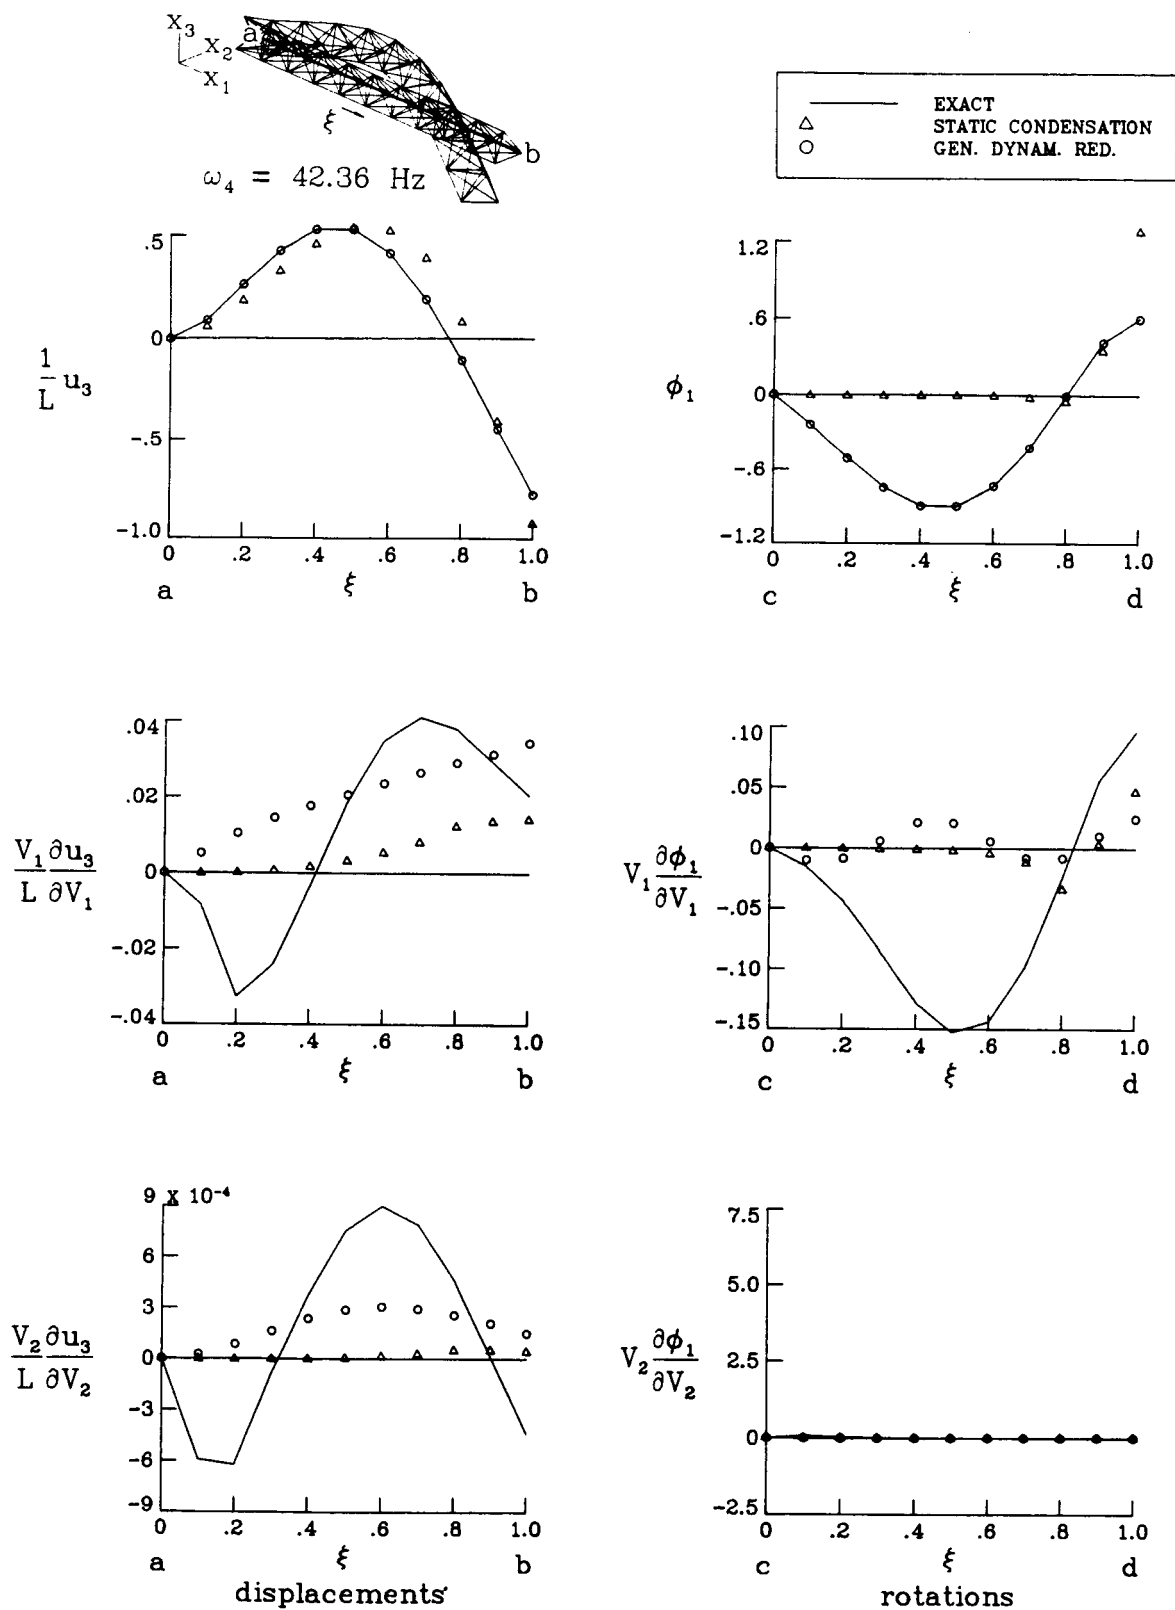 X₃
a
X₂
X₁
ξ
b
ω₄ = 42.36 Hz
EXACT
STATIC CONDENSATION
GEN. DYNAM. RED.
.5
0
-.5
-1.0
1/L u₃
0 .2 .4 .6 .8 1.0
a ξ b
1.2
.6
0
-.6
-1.2
ϕ₁
0 .2 .4 .6 .8 1.0
c ξ d
.04
.02
0
-.02
-.04
V₁/L ∂u₃/∂V₁
0 .2 .4 .6 .8 1.0
a ξ b
.10
.05
0
-.05
-.10
-.15
V₁ ∂ϕ₁/∂V₁
0 .2 .4 .6 .8 1.0
c ξ d
9 X 10⁻⁴
6
3
0
-3
-6
-9
V₂/L ∂u₃/∂V₂
0 .2 .4 .6 .8 1.0
a ξ b
displacements
7.5
5.0
2.5
0
-2.5
V₂ ∂ϕ₁/∂V₂
0 .2 .4 .6 .8 1.0
c ξ d
rotations